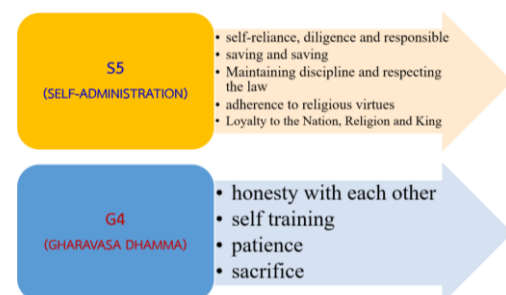 S5
(SELF-ADMINISTRATION)
• self-reliance, diligence and responsible
• saving and saving
• Maintaining discipline and respecting
the law
• adherence to religious virtues
• Loyalty to the Nation, Religion and King
G4
(GHARAVASA DHAMMA)
• honesty with each other
• self training
• patience
• sacrifice